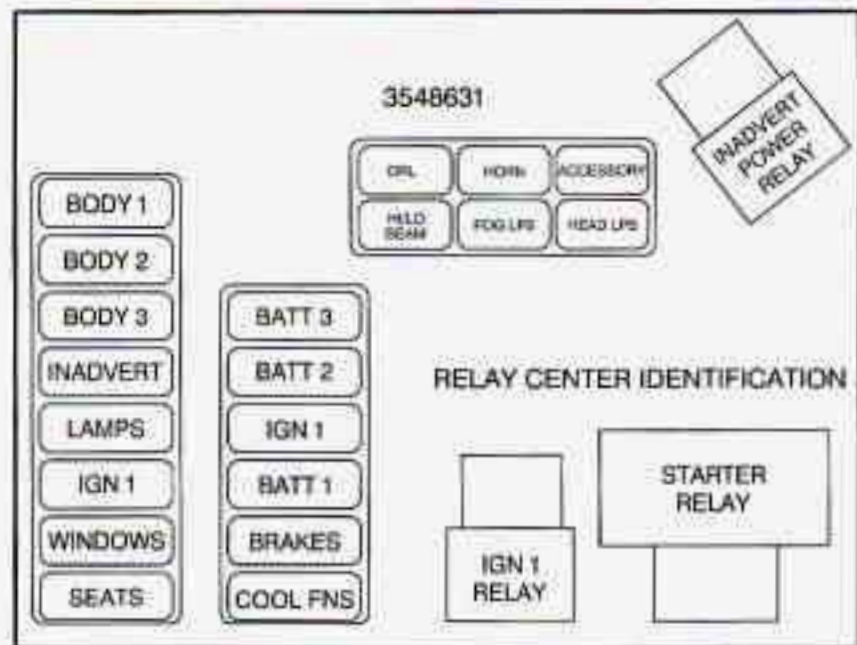 3548631
INADVERT
POWER
RELAY
DRL
HORN
ACCESSORY
HI/LO
BEAM
FOG LPS
HEAD LPS
BODY 1
BODY 2
BODY 3
INADVERT
LAMPS
IGN 1
WINDOWS
SEATS
BATT 3
BATT 2
IGN 1
BATT 1
BRAKES
COOL FNS
RELAY CENTER IDENTIFICATION
IGN 1
RELAY
STARTER
RELAY